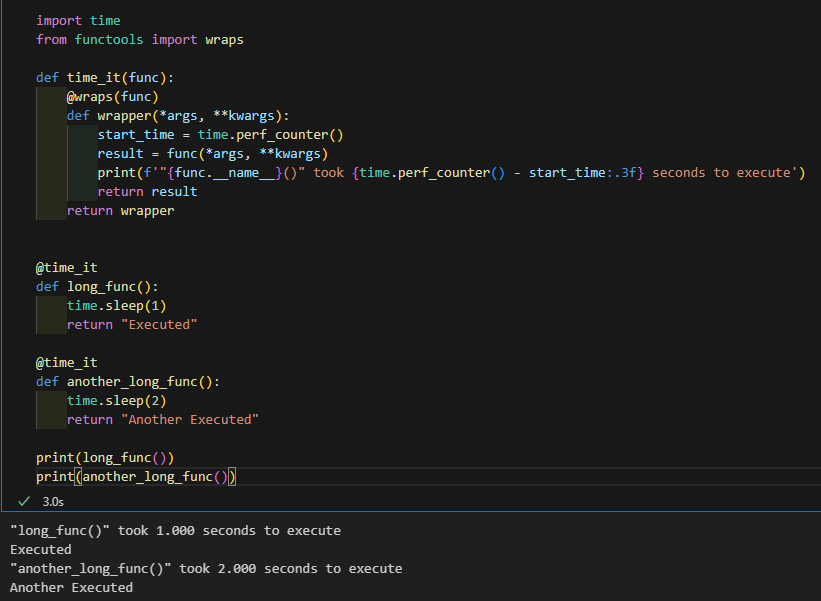 import time
from functools import wraps

def time_it(func):
    @wraps(func)
    def wrapper(*args, **kwargs):
        start_time = time.perf_counter()
        result = func(*args, **kwargs)
        print(f'"{func.__name__}()" took {time.perf_counter() - start_time:.3f} seconds to execute')
        return result
    return wrapper


@time_it
def long_func():
    time.sleep(1)
    return "Executed"

@time_it
def another_long_func():
    time.sleep(2)
    return "Another Executed"

print(long_func())
print(another_long_func())
3.0s
"long_func()" took 1.000 seconds to execute
Executed
"another_long_func()" took 2.000 seconds to execute
Another Executed